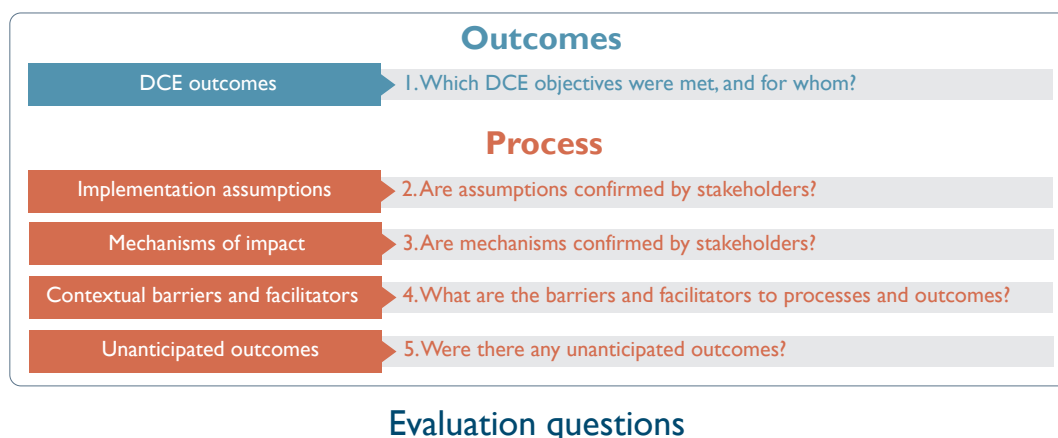 Outcomes
DCE outcomes
1. Which DCE objectives were met, and for whom?
Process
Implementation assumptions
2. Are assumptions confirmed by stakeholders?
Mechanisms of impact
3. Are mechanisms confirmed by stakeholders?
Contextual barriers and facilitators
4. What are the barriers and facilitators to processes and outcomes?
Unanticipated outcomes
5. Were there any unanticipated outcomes?
Evaluation questions